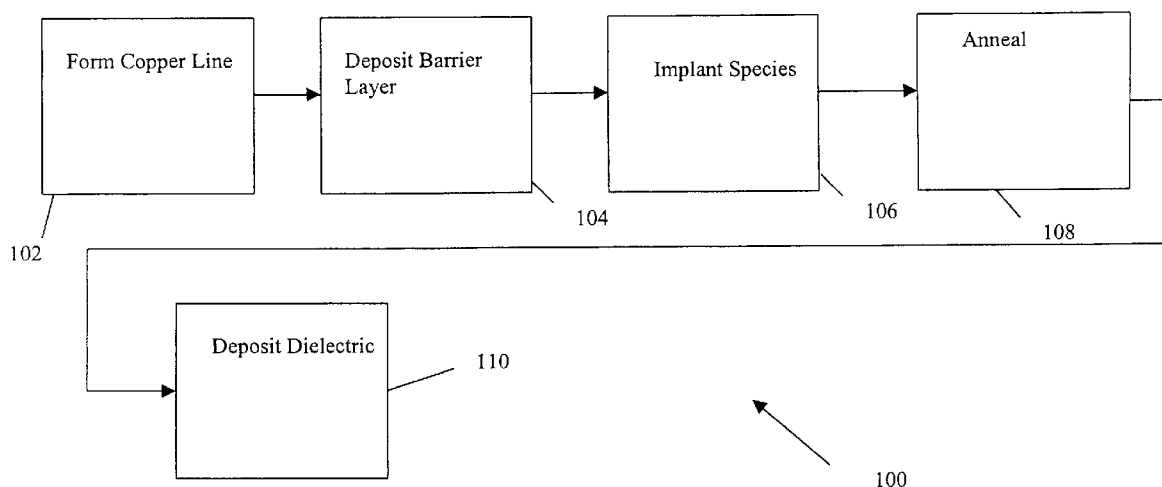 Form Copper Line
Deposit Barrier
Layer
Implant Species
Anneal
102
104
106
108
Deposit Dielectric
110
100